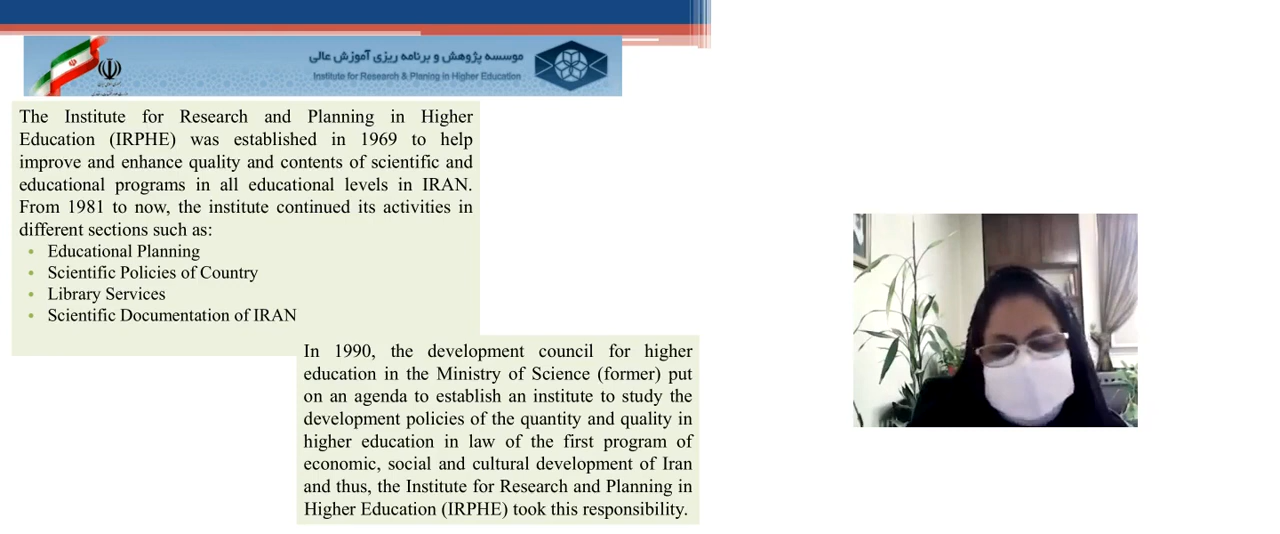 موسسه پژوهش و برنامه ریزی آموزش عالی
Institute for Research & Planing in Higher Education
The Institute for Research and Planning in Higher
Education (IRPHE) was established in 1969 to help
improve and enhance quality and contents of scientific and
educational programs in all educational levels in IRAN.
From 1981 to now, the institute continued its activities in
different sections such as:
• Educational Planning
• Scientific Policies of Country
• Library Services
• Scientific Documentation of IRAN
In 1990, the development council for higher
education in the Ministry of Science (former) put
on an agenda to establish an institute to study the
development policies of the quantity and quality in
higher education in law of the first program of
economic, social and cultural development of Iran
and thus, the Institute for Research and Planning in
Higher Education (IRPHE) took this responsibility.